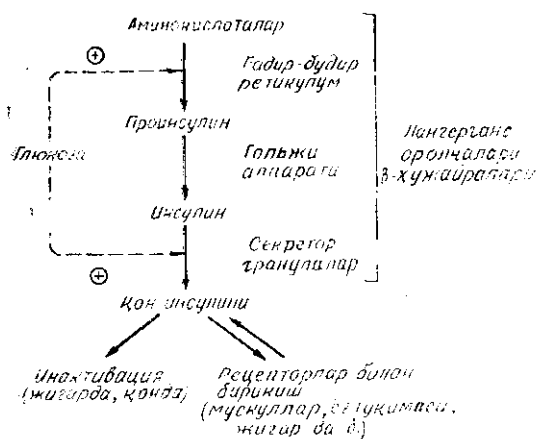 Аминокислоталар
Ғадир-будир
ретикулум
Проинсулин
Глюкоза
Гольжи
аппарати
Лангерганс
оролчалари
β-хужайралари
Инсулин
Секретор
гранулалар
Қон инсулини
Инактивация
(жигарда, қонда)
Рецепторлар билан
бирикиш
(мускуллар, ёғ тўқимаси,
жигар ва б.)